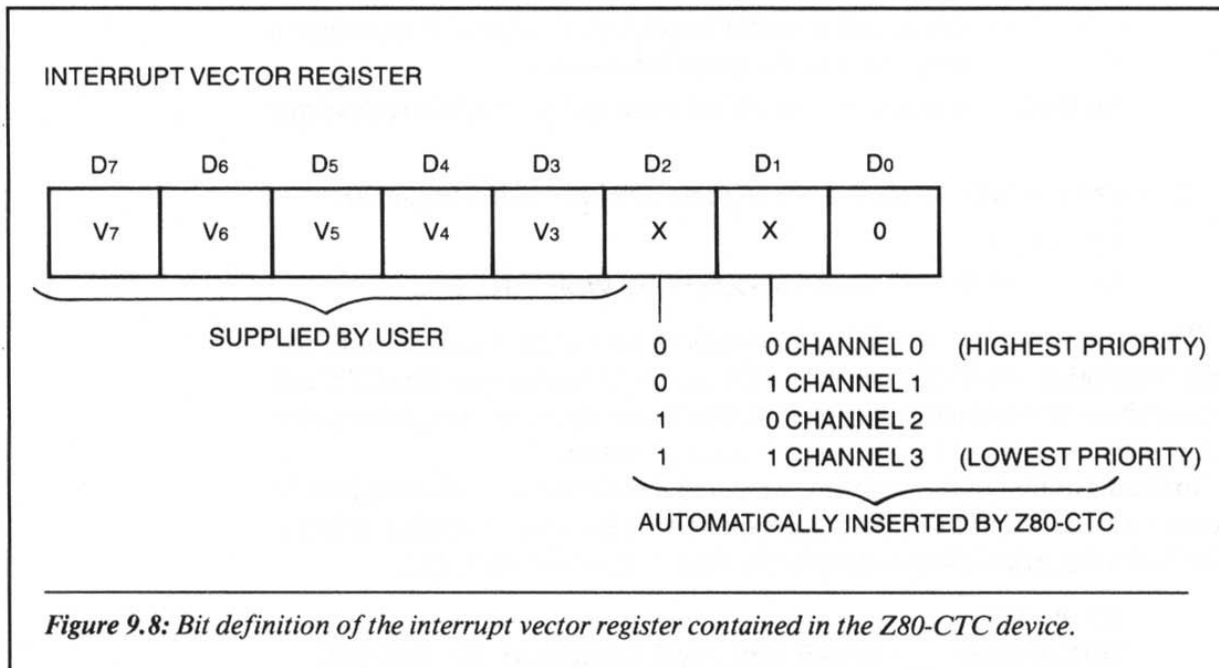 INTERRUPT VECTOR REGISTER
D7 D6 D5 D4 D3 D2 D1 D0
V7 V6 V5 V4 V3 X X 0
SUPPLIED BY USER
0 0 CHANNEL 0 (HIGHEST PRIORITY)
0 1 CHANNEL 1
1 0 CHANNEL 2
1 1 CHANNEL 3 (LOWEST PRIORITY)
AUTOMATICALLY INSERTED BY Z80-CTC
Figure 9.8: Bit definition of the interrupt vector register contained in the Z80-CTC device.